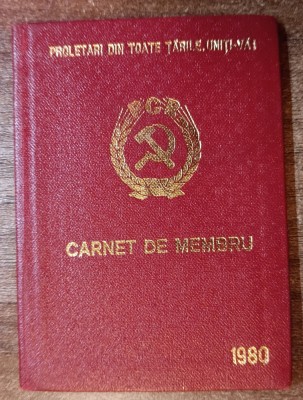 PROLETARI DIN TOATE ȚĂRILE, UNIȚI-VĂ!
PCR
CARNET DE MEMBRU
1980